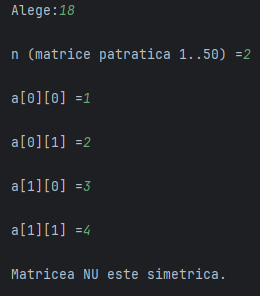 Alege:18
n (matrice patratica 1..50) =2
a[0][0] =1
a[0][1] =2
a[1][0] =3
a[1][1] =4
Matricea NU este simetrica.